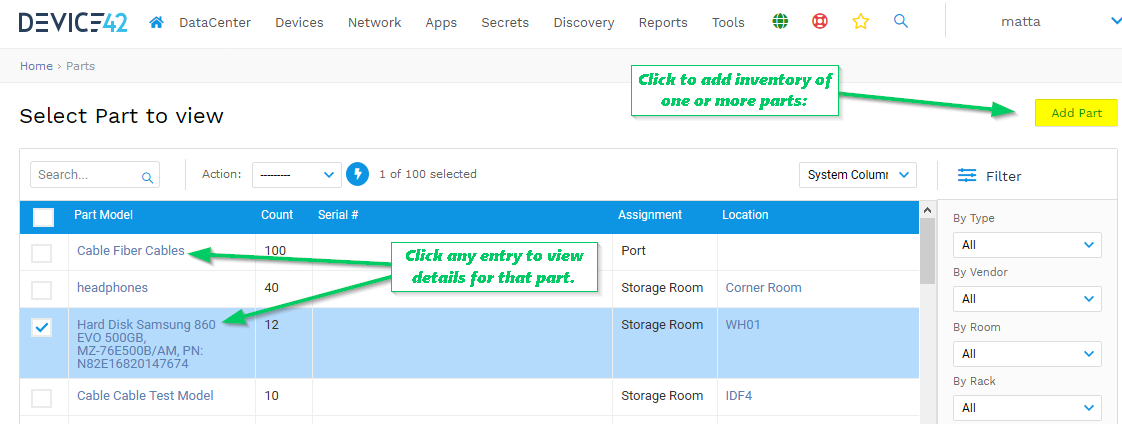 DEVICE42 DataCenter Devices Network Apps Secrets Discovery Reports Tools matta
Home › Parts
Click to add inventory of
one or more parts:
Select Part to view
Add Part
Search... Action: --------- 1 of 100 selected System Column Filter
Part Model Count Serial # Assignment Location
By Type
Cable Fiber Cables 100 Port
All
Click any entry to view
details for that part.
By Vendor
headphones 40 Storage Room Corner Room
All
Hard Disk Samsung 860
EVO 500GB,
MZ-76E500B/AM, PN:
N82E16820147674
12 Storage Room WH01
By Room
All
By Rack
Cable Cable Test Model 10 Storage Room IDF4
All